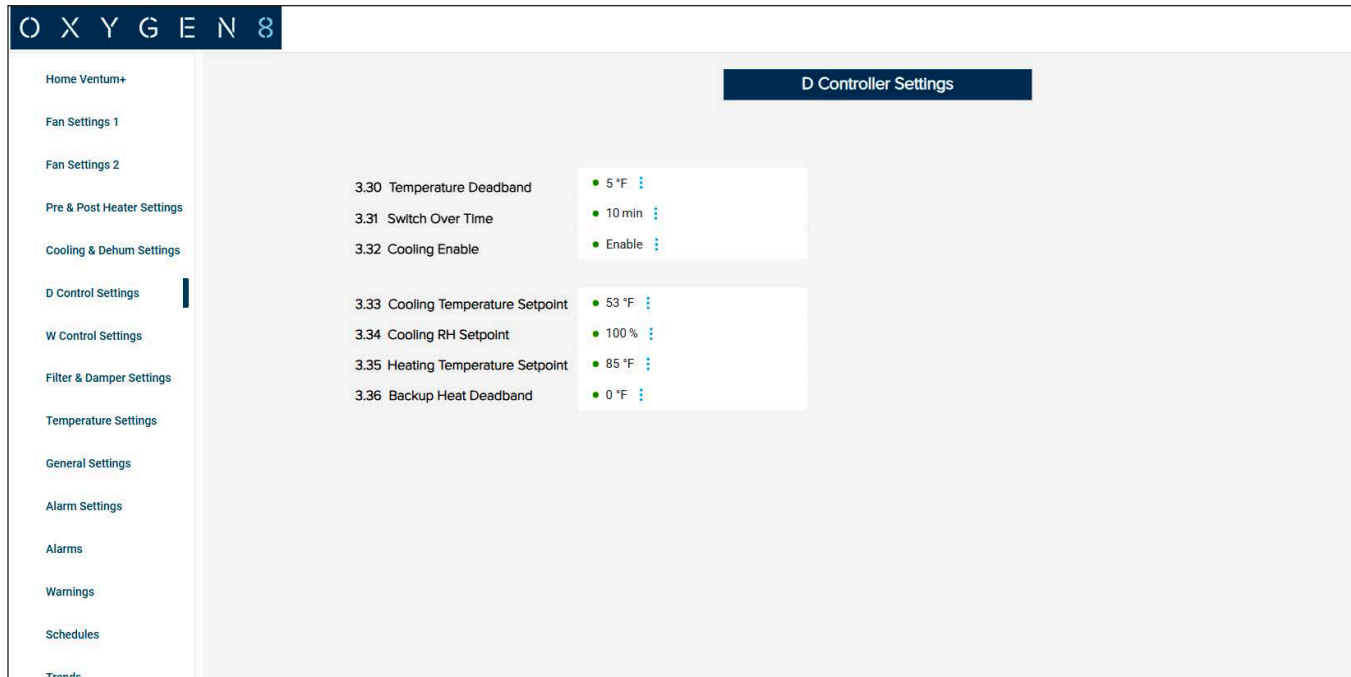 OXYGEN8
Home Ventum+
Fan Settings 1
Fan Settings 2
Pre & Post Heater Settings
Cooling & Dehum Settings
D Control Settings
W Control Settings
Filter & Damper Settings
Temperature Settings
General Settings
Alarm Settings
Alarms
Warnings
Schedules
Trends
D Controller Settings
3.30 Temperature Deadband 5 °F
3.31 Switch Over Time 10 min
3.32 Cooling Enable Enable
3.33 Cooling Temperature Setpoint 53 °F
3.34 Cooling RH Setpoint 100 %
3.35 Heating Temperature Setpoint 85 °F
3.36 Backup Heat Deadband 0 °F